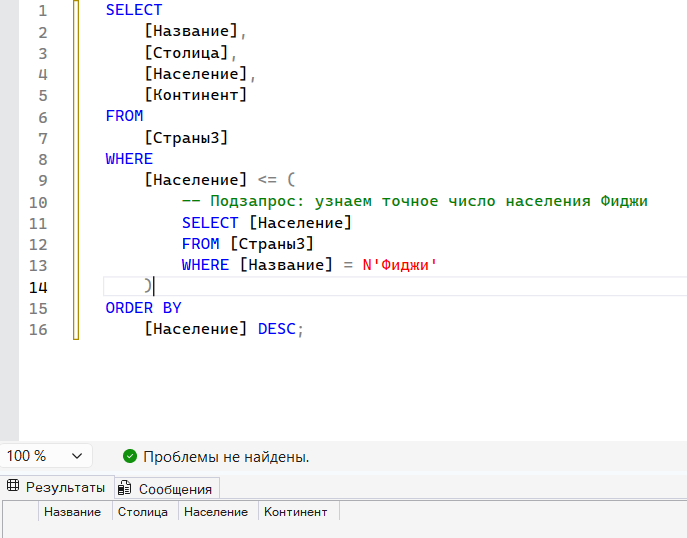 1 SELECT
2 [Название],
3 [Столица],
4 [Население],
5 [Континент]
6 FROM
7 [Страны3]
8 WHERE
9 [Население] <= (
10 -- Подзапрос: узнаем точное число населения Фиджи
11 SELECT [Население]
12 FROM [Страны3]
13 WHERE [Название] = N'Фиджи'
14 )
15 ORDER BY
16 [Население] DESC;
100 % Проблемы не найдены.
Результаты Сообщения
Название Столица Население Континент